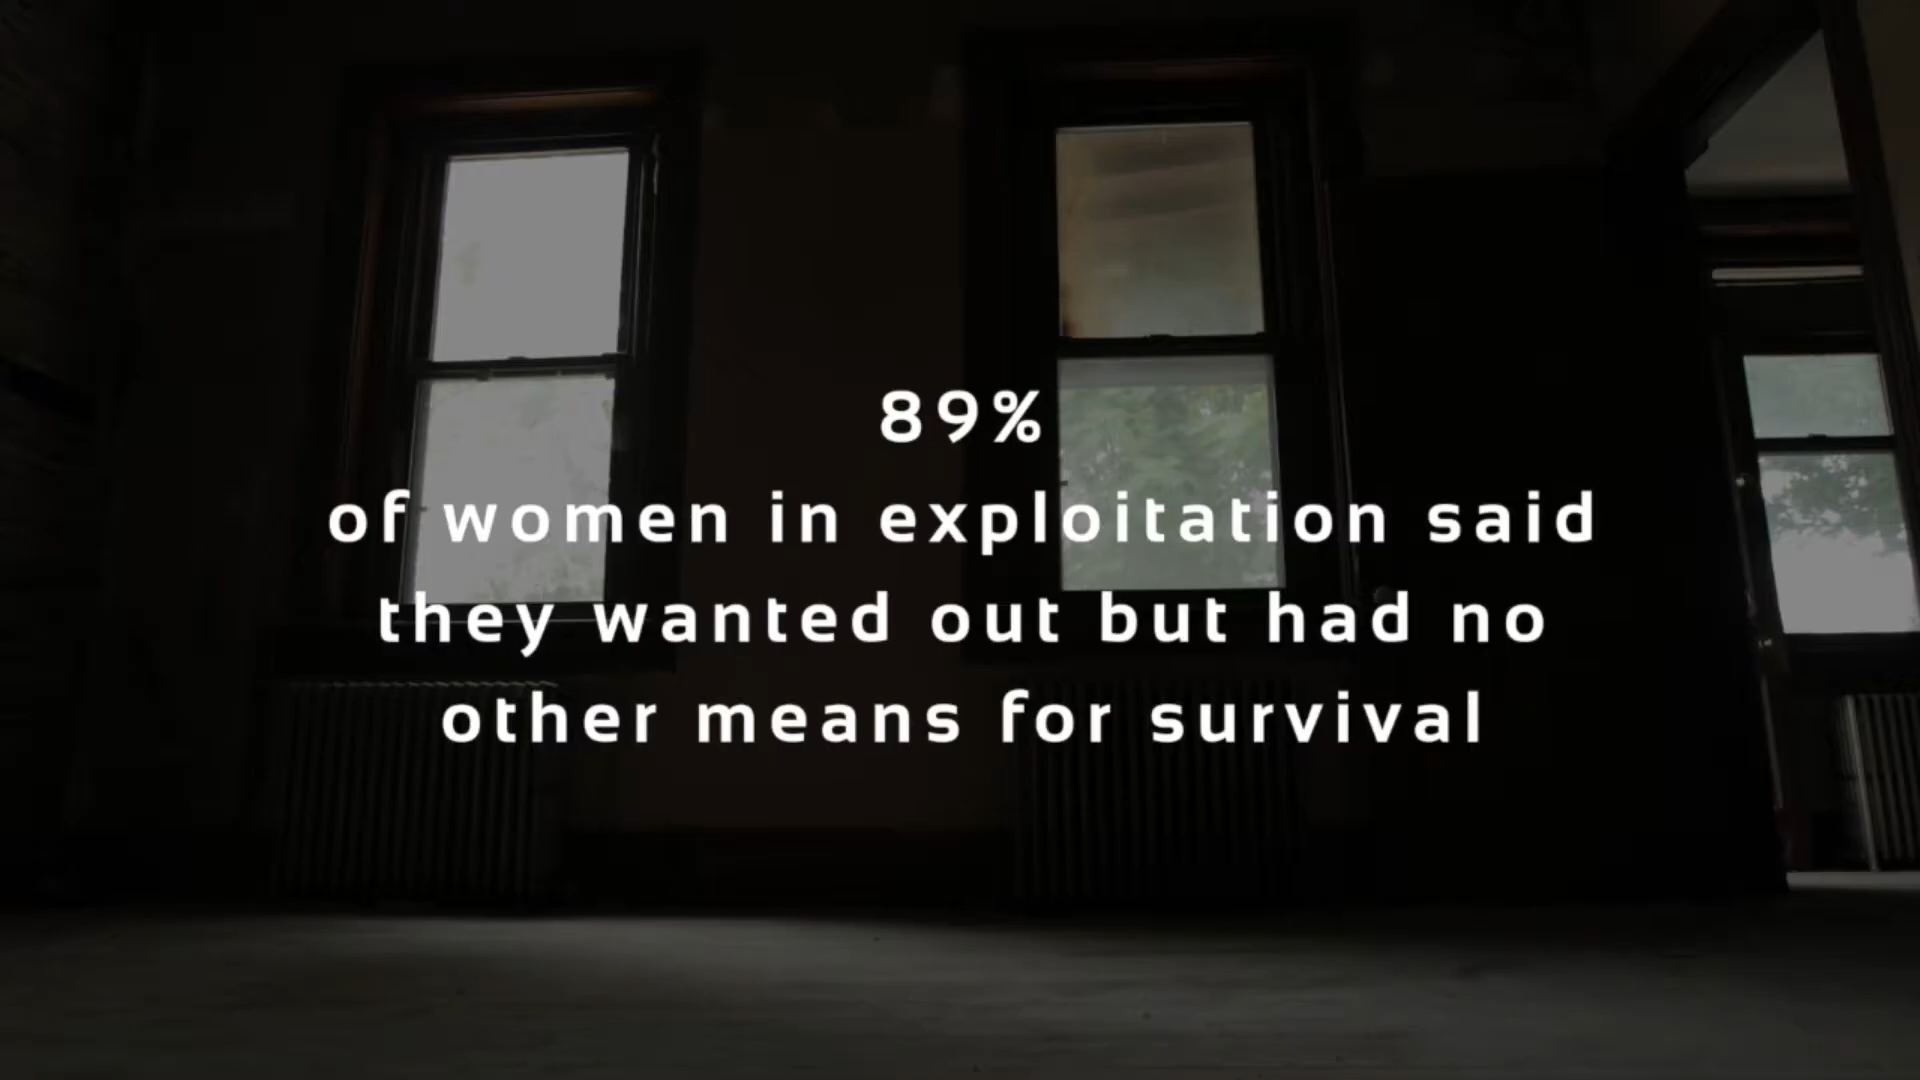 89%
of women in exploitation said
they wanted out but had no
other means for survival